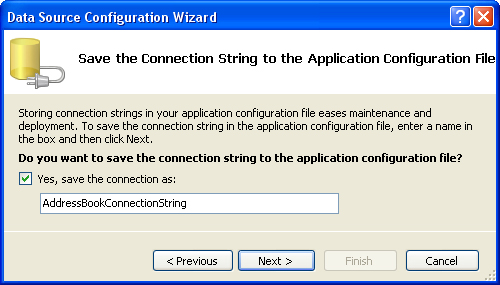 Data Source Configuration Wizard
Save the Connection String to the Application Configuration File
Storing connection strings in your application configuration file eases maintenance and
deployment. To save the connection string in the application configuration file, enter a name in
the box and then click Next.
Do you want to save the connection string to the application configuration file?
Yes, save the connection as:
AddressBookConnectionString
< Previous Next > Finish Cancel